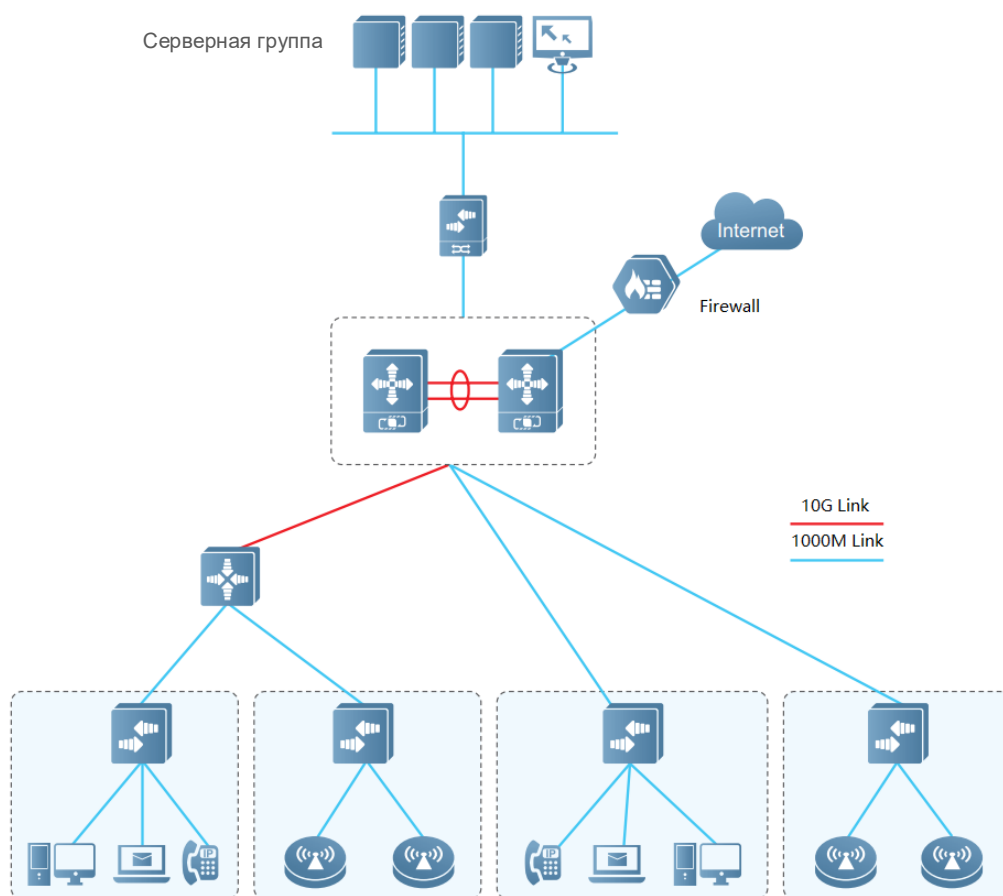 Серверная группа
Internet
Firewall
10G Link
1000M Link
IP
IP